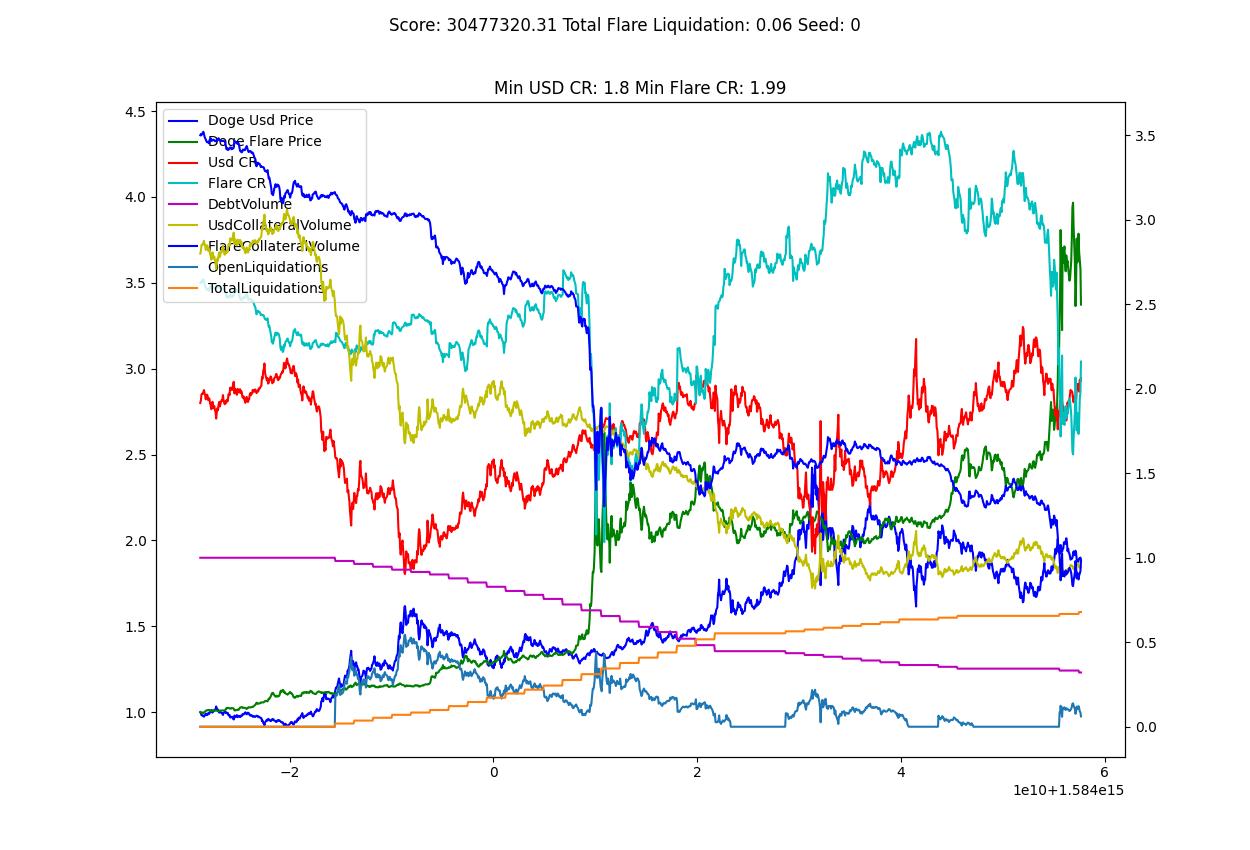 Score: 30477320.31 Total Flare Liquidation: 0.06 Seed: 0
Min USD CR: 1.8 Min Flare CR: 1.99
Doge Usd Price
Doge Flare Price
Usd CR
Flare CR
DebtVolume
UsdCollateralVolume
FlareCollateralVolume
OpenLiquidations
TotalLiquidations
4.5
4.0
3.5
3.0
2.5
2.0
1.5
1.0
3.5
3.0
2.5
2.0
1.5
1.0
0.5
0.0
−2 0 2 4 6
1e10+1.584e15